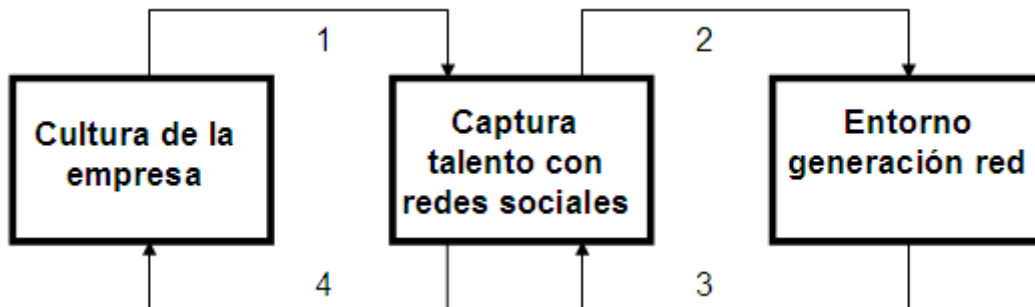 1
2
Cultura de la
empresa
Captura
talento con
redes sociales
Entorno
generación red
4
3